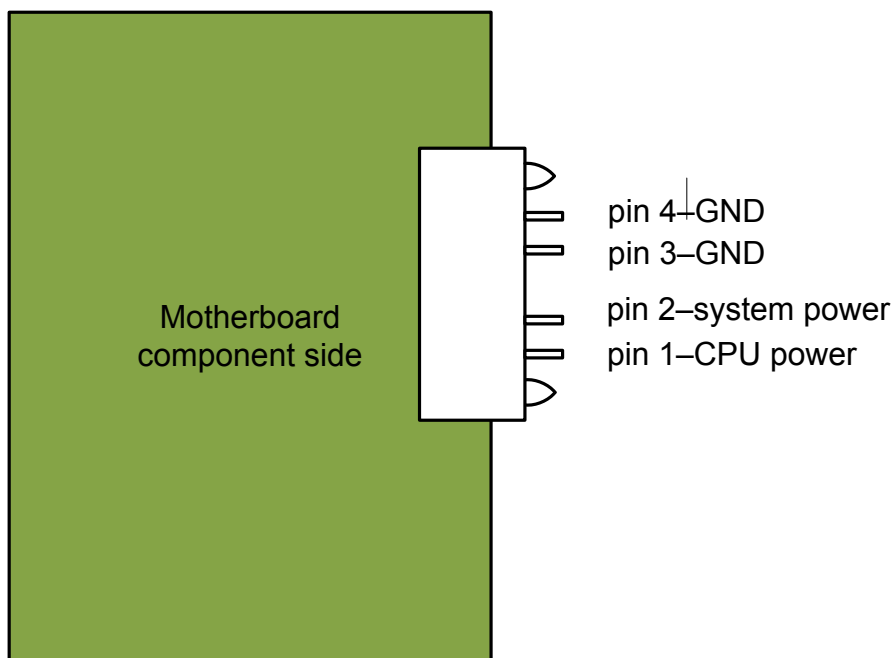 pin 4–GND
pin 3–GND
pin 2–system power
pin 1–CPU power
Motherboard
component side